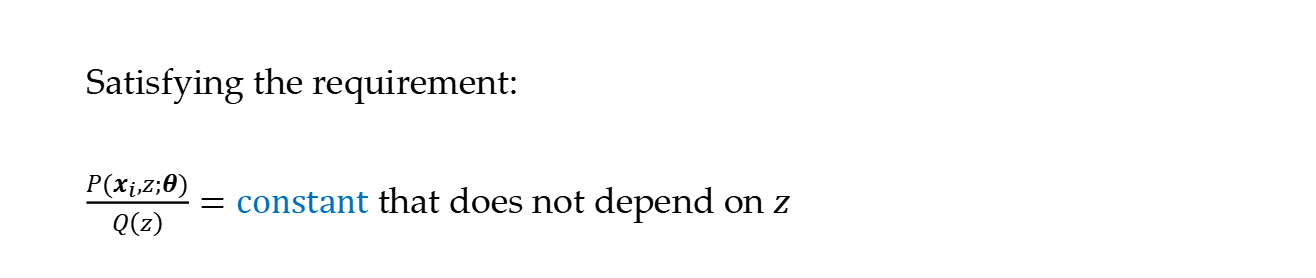 Satisfying the requirement:
P(x_i,z;θ)/Q(z) = constant that does not depend on z